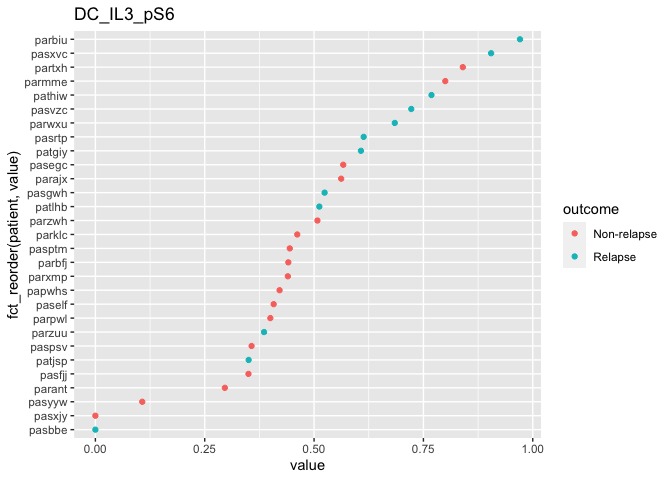 DC_IL3_pS6
fct_reorder(patient, value)
parbiu
pasxvc
partxh
parmme
pathiw
pasvzc
parwxu
pasrtp
patgiy
pasegc
parajx
pasgwh
patlhb
parzwh
parklc
pasptm
parbfj
parxmp
papwhs
paself
parpwl
parzuu
paspsv
patjsp
pasfjj
parant
pasyyw
pasxjy
pasbbe
0.00 0.25 0.50 0.75 1.00
value
outcome
Non-relapse
Relapse